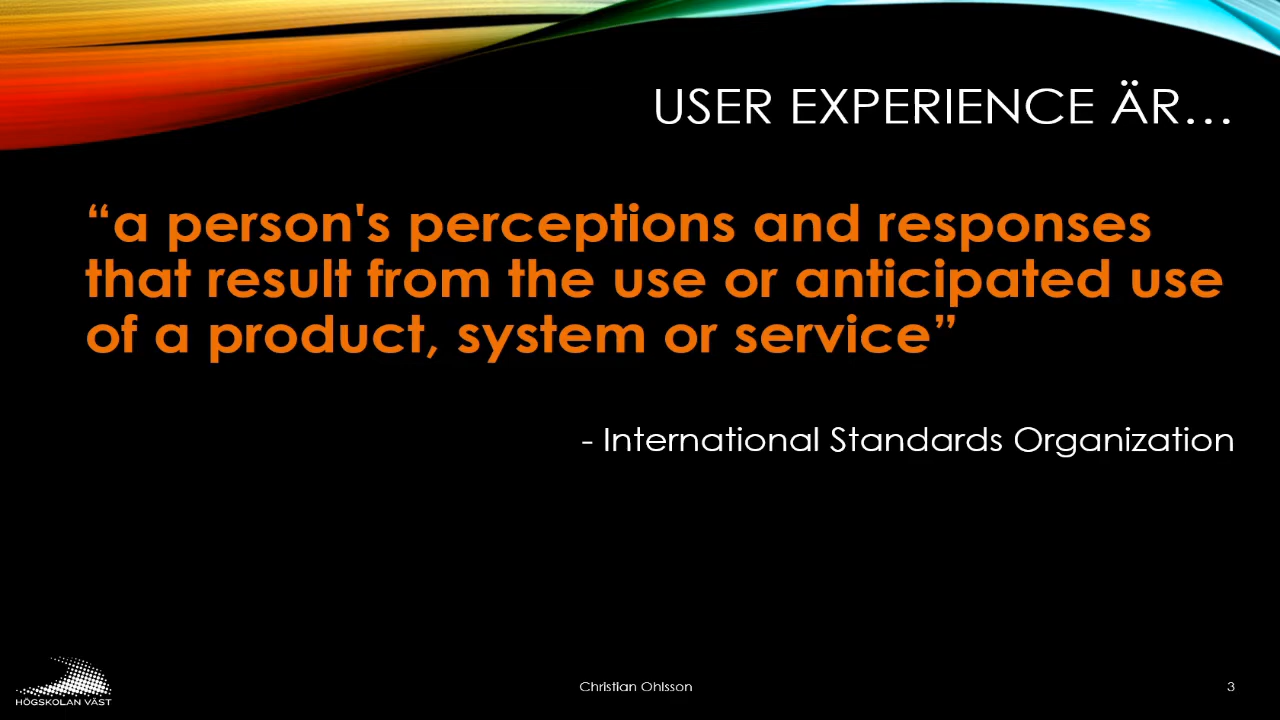 USER EXPERIENCE ÄR…
“a person's perceptions and responses
that result from the use or anticipated use
of a product, system or service”
- International Standards Organization
HÖGSKOLAN VÄST
Christian Ohlsson
3